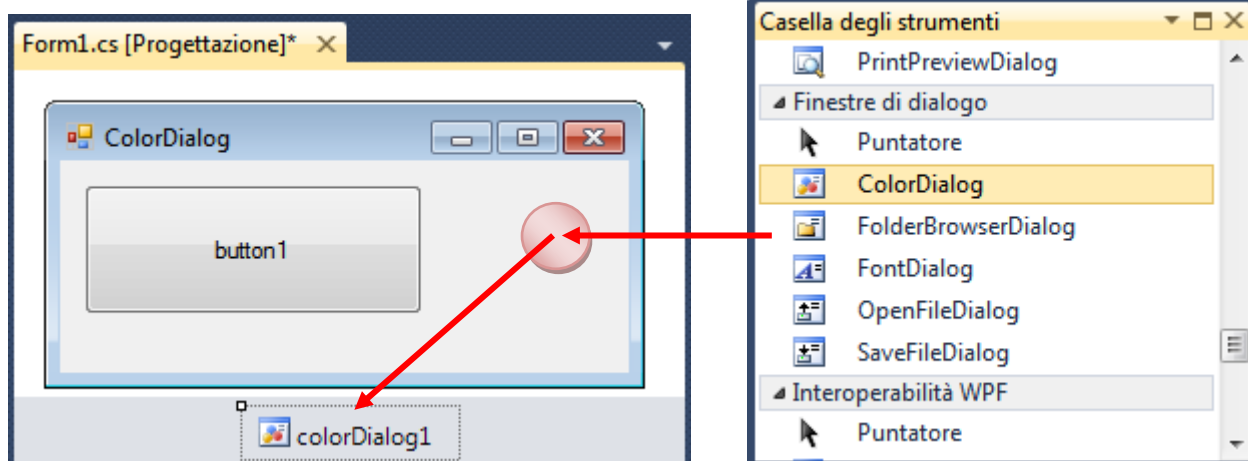 Form1.cs [Progettazione]*
ColorDialog
button1
colorDialog1
Casella degli strumenti
PrintPreviewDialog
Finestre di dialogo
Puntatore
ColorDialog
FolderBrowserDialog
FontDialog
OpenFileDialog
SaveFileDialog
Interoperabilità WPF
Puntatore